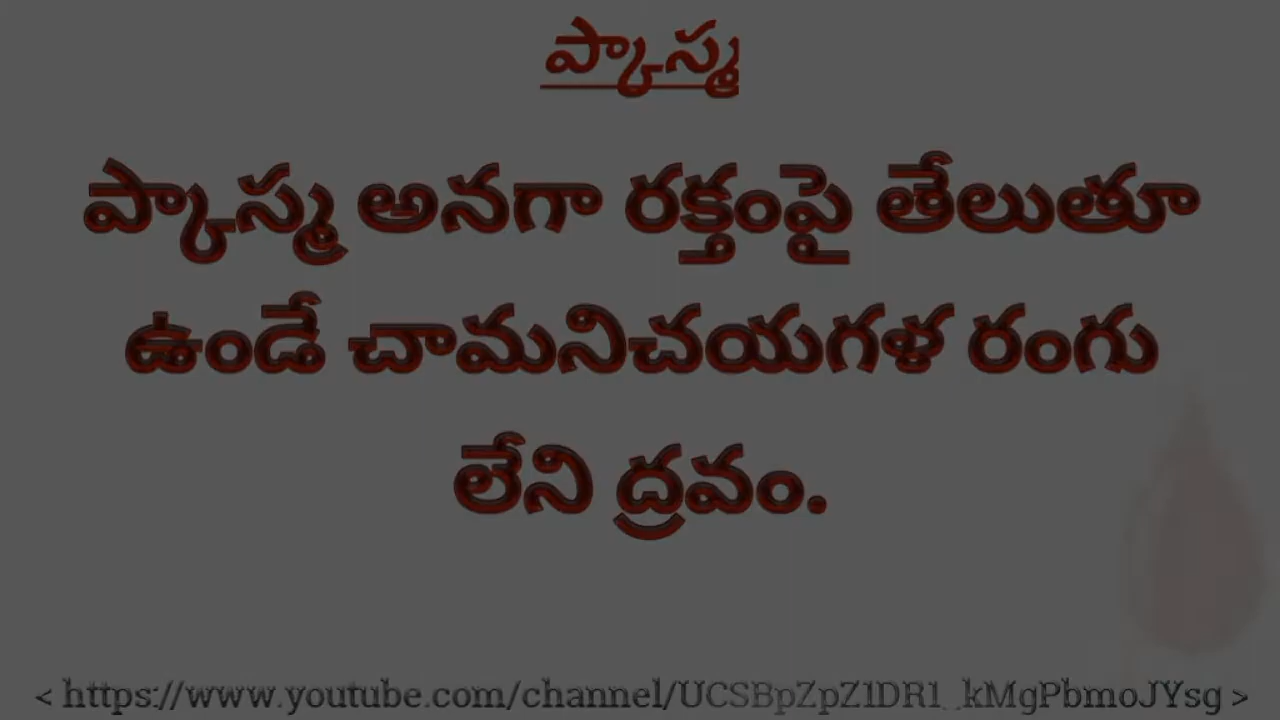 ప్కాస్మ
ప్కాస్మ అనగా రక్తంపై తేలుతూ
ఉండే చామనిచయగళ రంగు
లేని ద్రవం.
< https://www.youtube.com/channel/UCSBpZpZ1DR1_kMgPbmoJYsg >